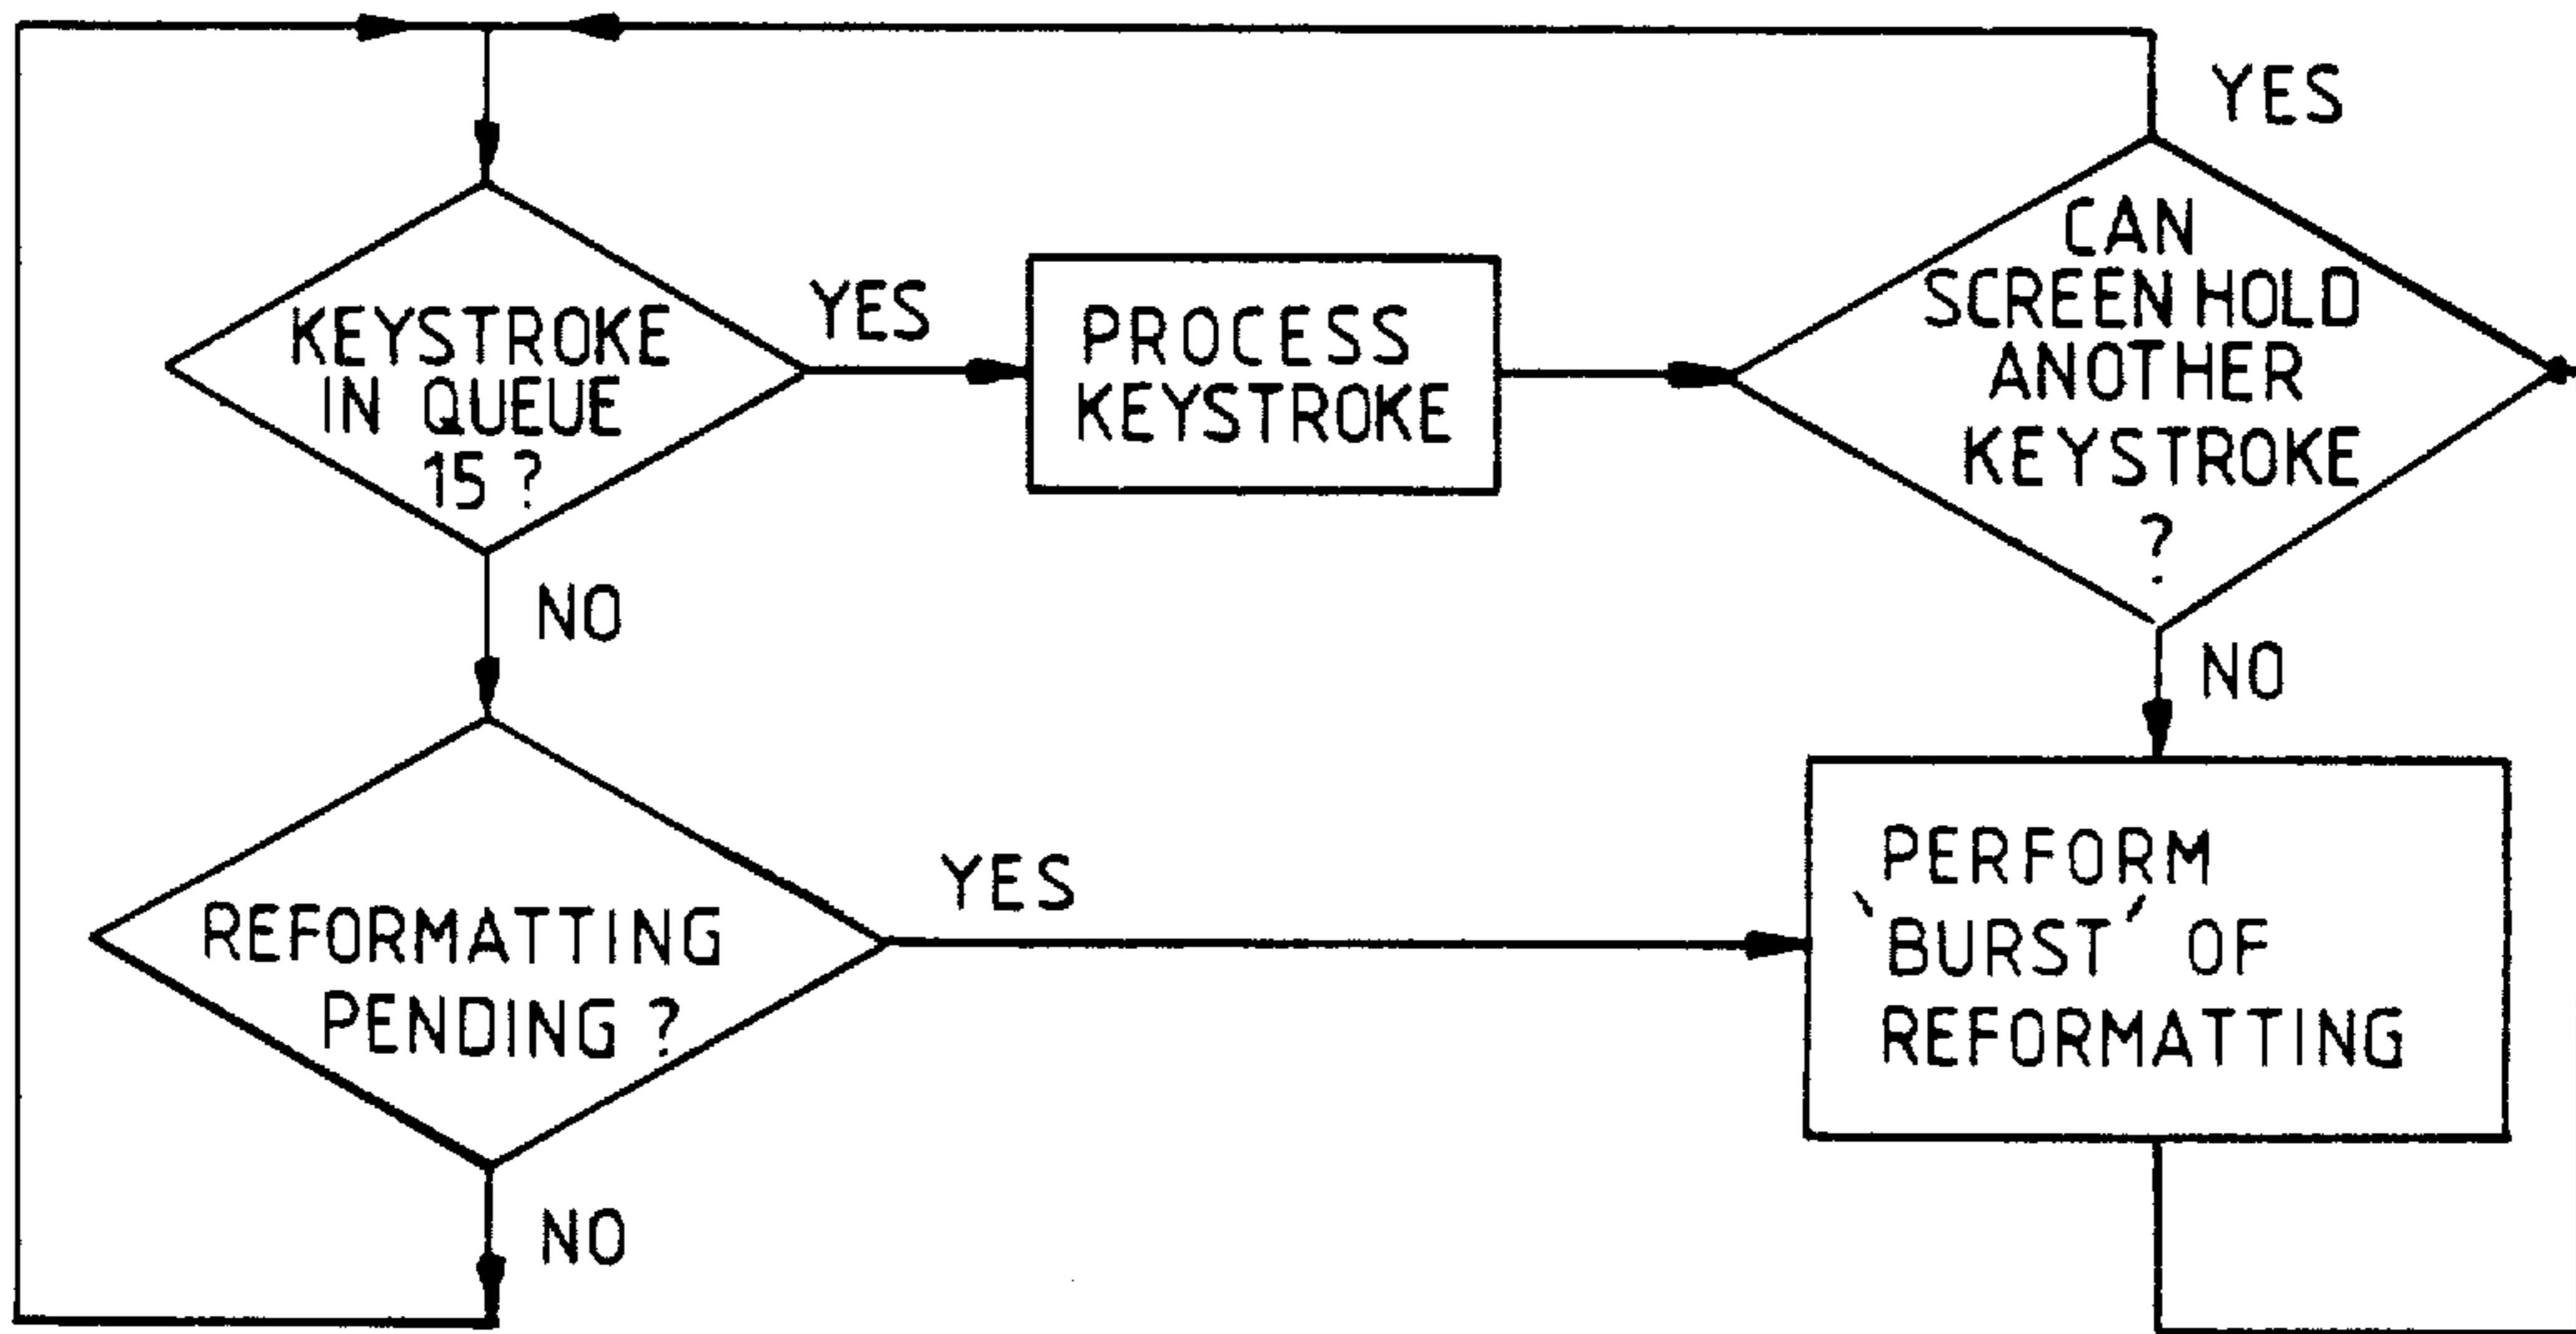 YES
CAN
SCREEN HOLD
ANOTHER
KEYSTROKE
?
KEYSTROKE
IN QUEUE
15 ?
YES
PROCESS
KEYSTROKE
NO
NO
REFORMATTING
PENDING ?
YES
PERFORM
`BURST´ OF
REFORMATTING
NO